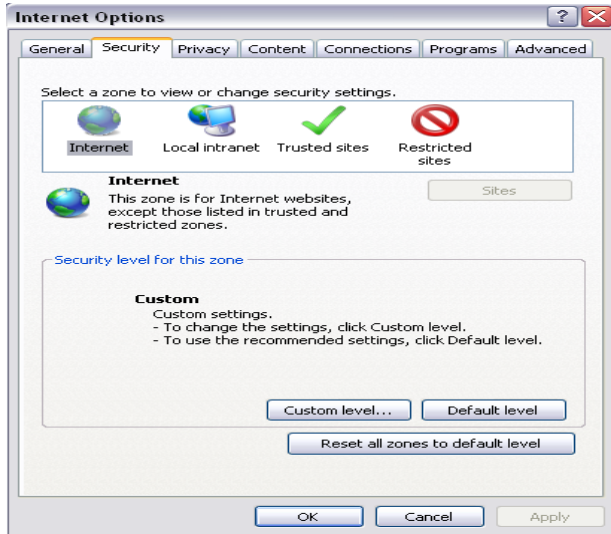 Internet Options
General Security Privacy Content Connections Programs Advanced
Select a zone to view or change security settings.
Internet Local intranet Trusted sites Restricted
sites
Internet
Sites
This zone is for Internet websites,
except those listed in trusted and
restricted zones.
Security level for this zone
Custom
Custom settings.
- To change the settings, click Custom level.
- To use the recommended settings, click Default level.
Custom level... Default level
Reset all zones to default level
OK Cancel Apply